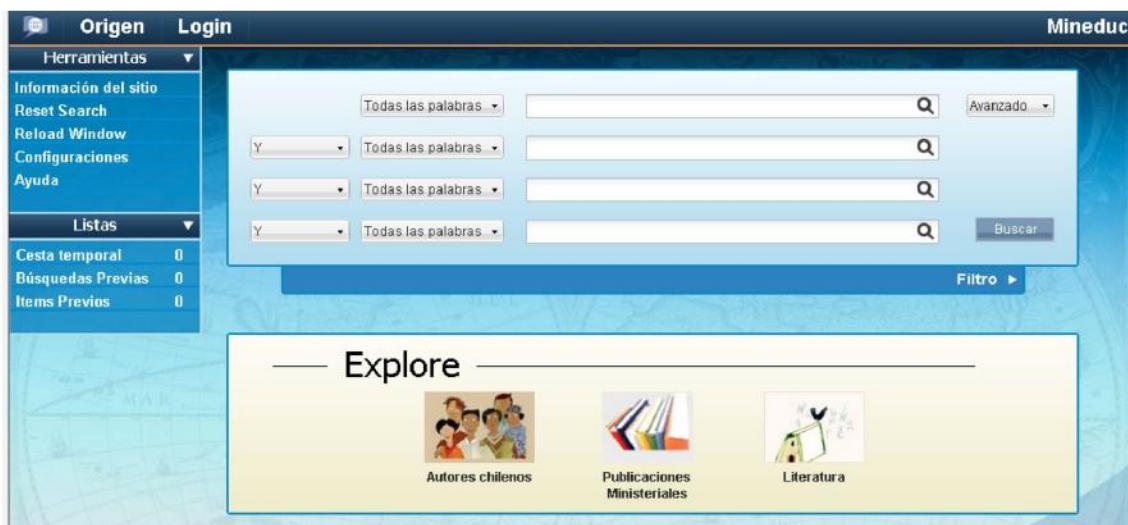 Origen Login Mineduc
Herramientas
Información del sitio
Reset Search
Reload Window
Configuraciones
Ayuda
Listas
Cesta temporal 0
Búsquedas Previas 0
Items Previos 0
Todas las palabras Avanzado
Y Todas las palabras
Y Todas las palabras
Y Todas las palabras Buscar
Filtro
Explore
Autores chilenos
Publicaciones
Ministeriales
Literatura